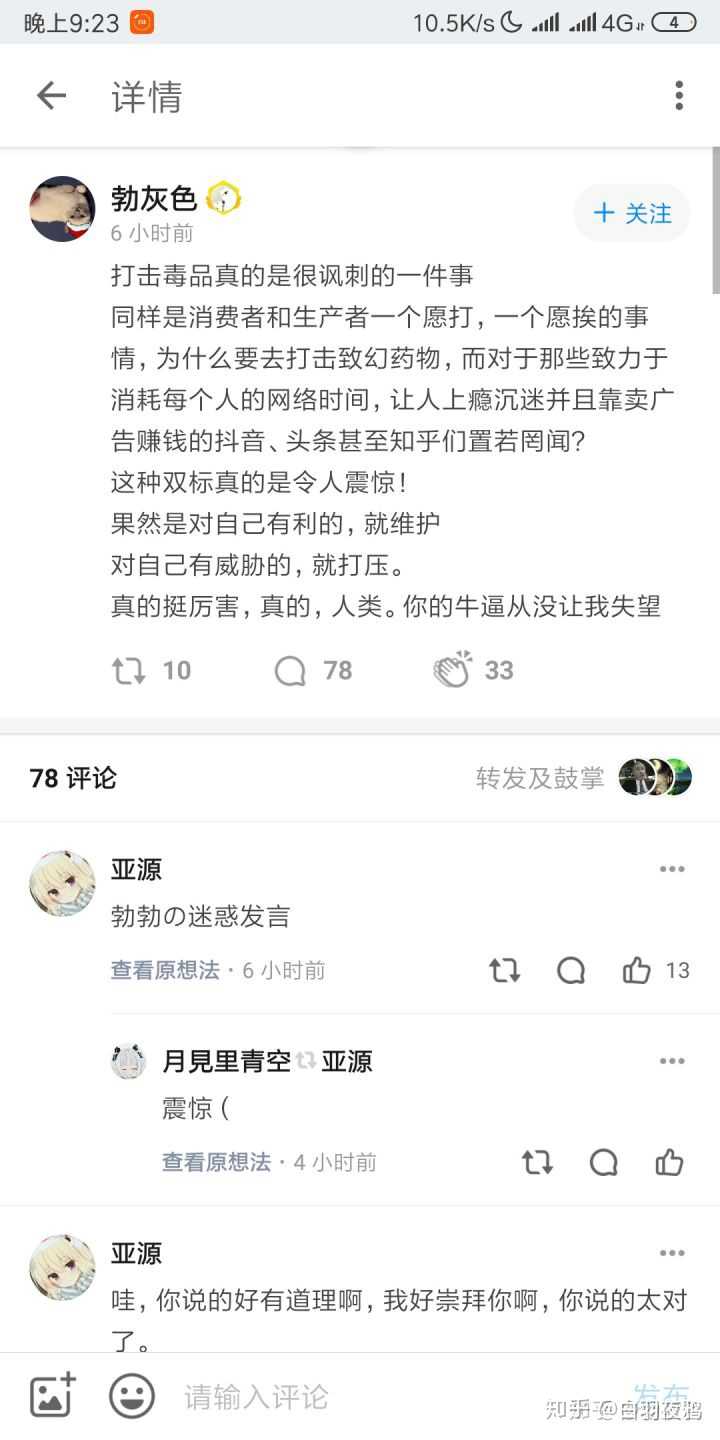 晚上9:23
10.5K/s 4G 4
详情
勃灰色
6 小时前
+ 关注
打击毒品真的是很讽刺的一件事
同样是消费者和生产者一个愿打，一个愿挨的事
情，为什么要去打击致幻药物，而对于那些致力于
消耗每个人的网络时间，让人上瘾沉迷并且靠卖广
告赚钱的抖音、头条甚至知乎们置若罔闻？
这种双标真的是令人震惊！
果然是对自己有利的，就维护
对自己有威胁的，就打压。
真的挺厉害，真的，人类。你的牛逼从没让我失望
10 78 33
78 评论
转发及鼓掌
亚源
勃勃の迷惑发言
查看原想法 · 6 小时前
13
月見里青空 亚源
震惊（
查看原想法 · 4 小时前
亚源
哇，你说的好有道理啊，我好崇拜你啊，你说的太对
了。
请输入评论
发布
知乎 @白羽夜鸦